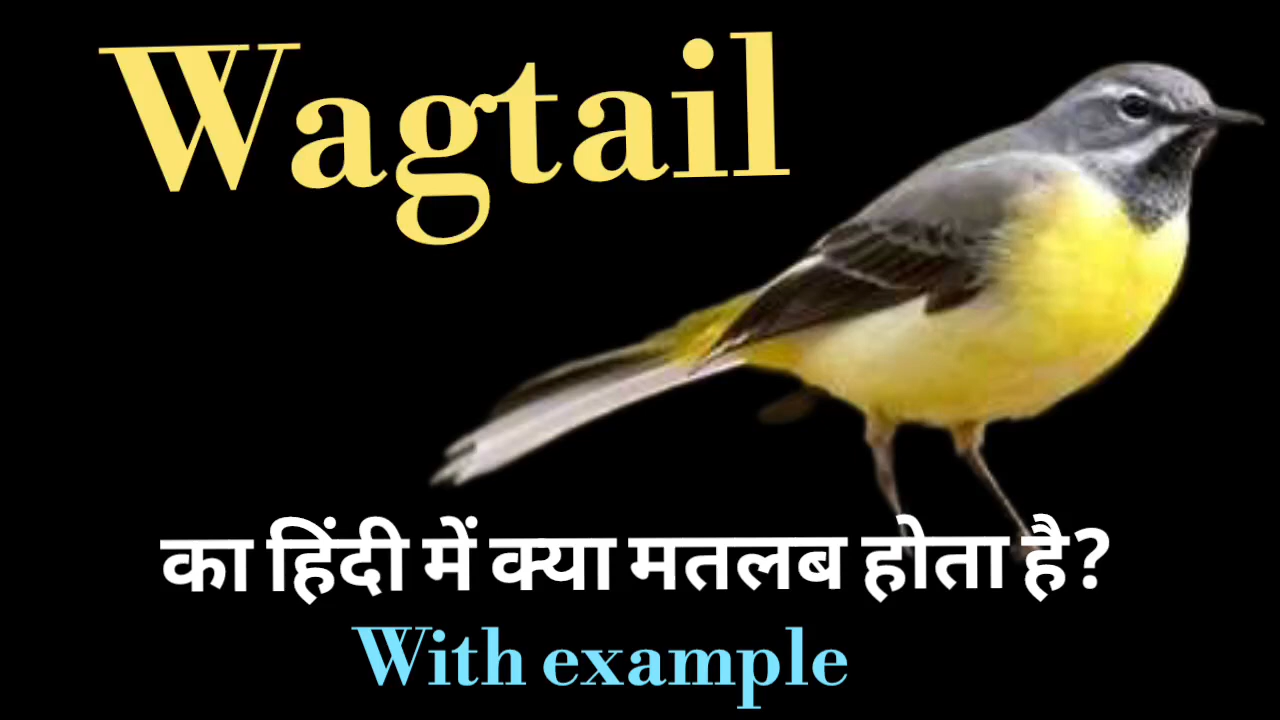 Wagtail
का हिंदी में क्या मतलब होता है?
With example